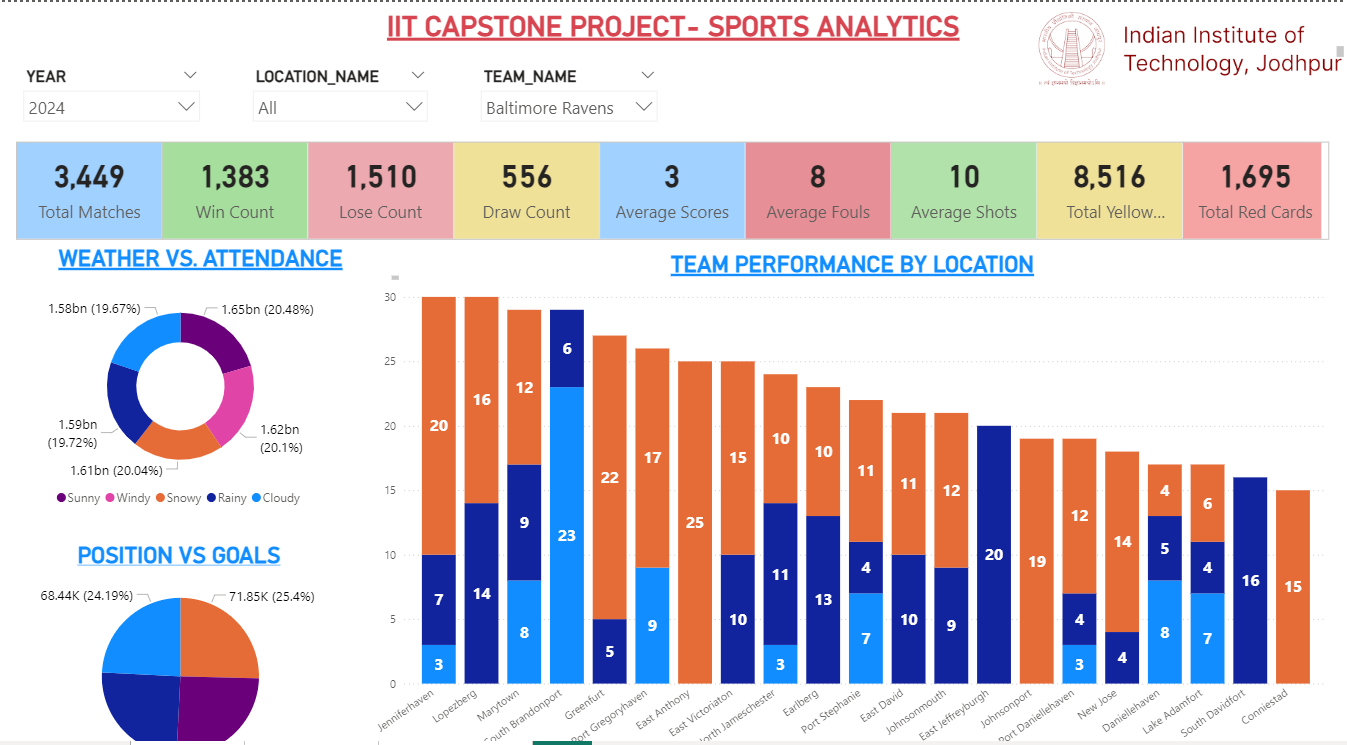 IIT CAPSTONE PROJECT- SPORTS ANALYTICS
Indian Institute of
Technology, Jodhpur
YEAR
LOCATION_NAME
TEAM_NAME
2024
All
Baltimore Ravens
3,449
1,383
1,510
556
3
8
10
8,516
1,695
Total Matches
Win Count
Lose Count
Draw Count
Average Scores
Average Fouls
Average Shots
Total Yellow...
Total Red Cards
WEATHER VS. ATTENDANCE
1.58bn (19.67%)
1.65bn (20.48%)
1.59bn
(19.72%)
1.62bn
(20.1%)
1.61bn (20.04%)
Sunny Windy Snowy Rainy Cloudy
POSITION VS GOALS
68.44K (24.19%)
71.85K (25.4%)
TEAM PERFORMANCE BY LOCATION
30
25
20
15
10
5
0
20
7
3
16
14
12
9
8
6
23
22
5
17
9
25
15
10
10
11
3
10
13
11
4
7
11
10
12
9
20
19
12
4
3
14
4
4
5
8
6
4
7
16
15
Jenniferhaven
Lopezberg
Marytown
South Brandonport
Greenfurt
Port Gregoryhaven
East Anthony
East Victoriaton
orth Jameschester
Earlberg
Port Stephanie
East David
Johnsonmouth
East Jeffreyburgh
Johnsonport
Port Daniellehaven
New Jose
Daniellehaven
Lake Adamfort
South Davidfort
Conniestad